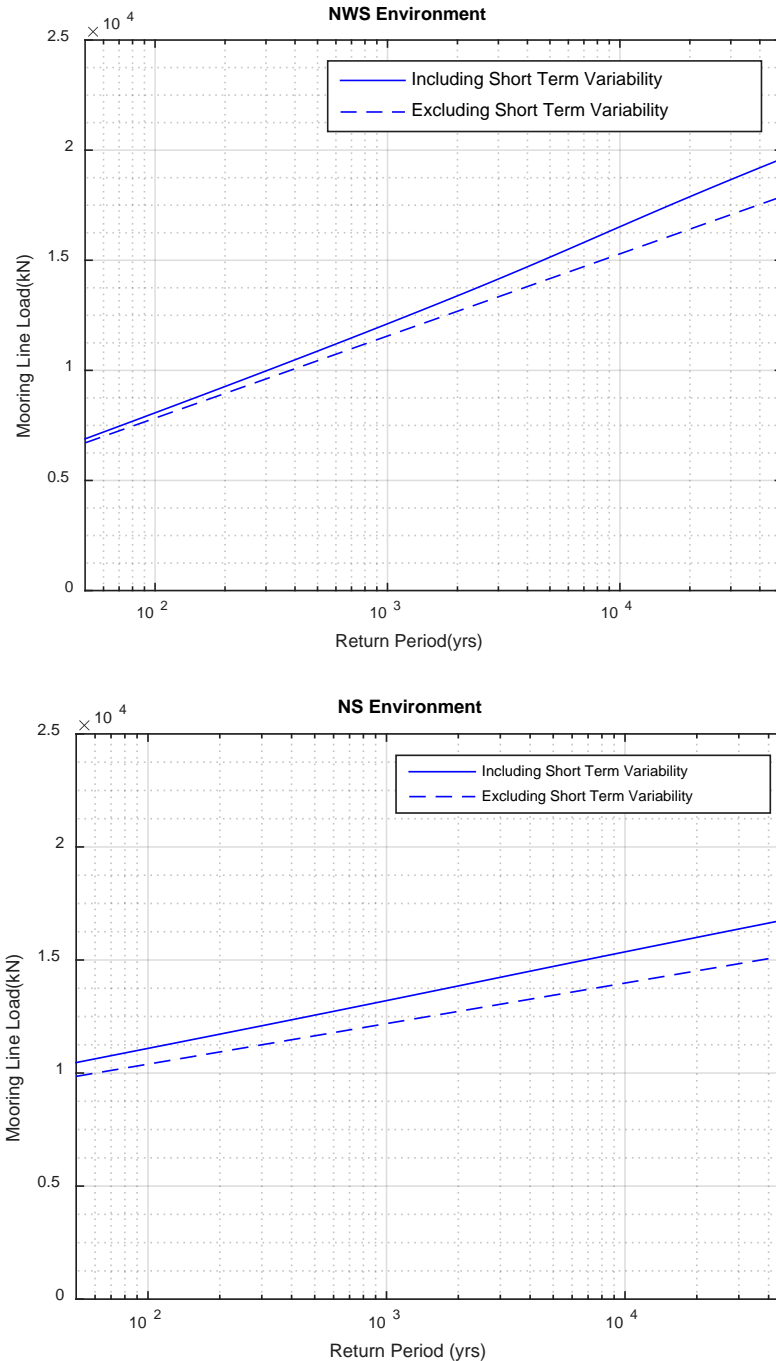 NWS Environment
× 10 4
2.5
2
1.5
1
0.5
0
Mooring Line Load(kN)
Including Short Term Variability
Excluding Short Term Variability
10 2
10 3
10 4
Return Period(yrs)
NS Environment
× 10 4
2.5
2
1.5
1
0.5
0
Mooring Line Load(kN)
Including Short Term Variability
Excluding Short Term Variability
10 2
10 3
10 4
Return Period (yrs)